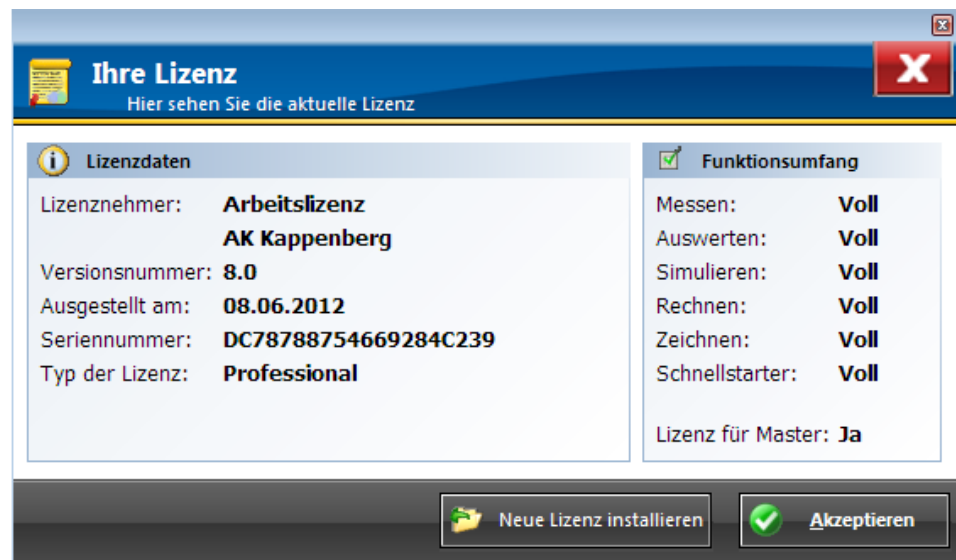 Ihre Lizenz
Hier sehen Sie die aktuelle Lizenz
Lizenzdaten
Lizenznehmer: Arbeitslizenz
AK Kappenberg
Versionsnummer: 8.0
Ausgestellt am: 08.06.2012
Seriennummer: DC78788754669284C239
Typ der Lizenz: Professional
Funktionsumfang
Messen: Voll
Auswerten: Voll
Simulieren: Voll
Rechnen: Voll
Zeichnen: Voll
Schnellstarter: Voll
Lizenz für Master: Ja
Neue Lizenz installieren
Akzeptieren